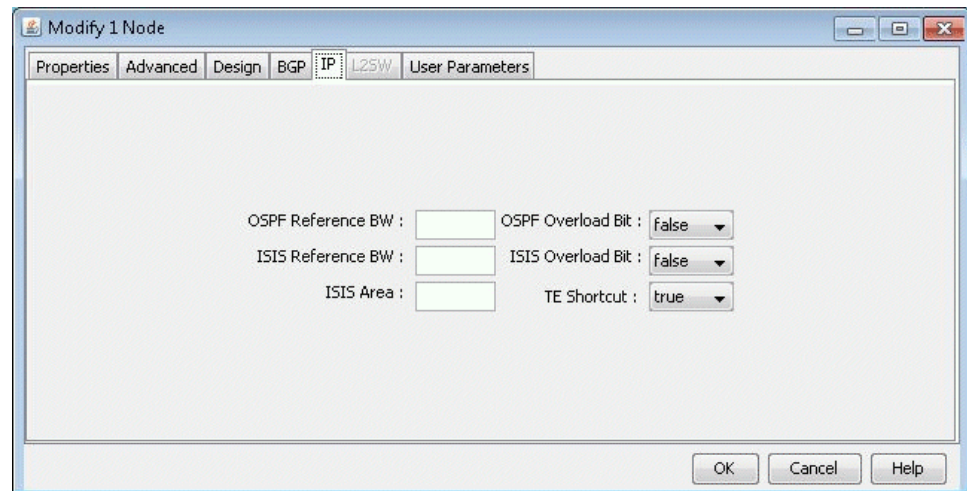 Modify 1 Node
Properties Advanced Design BGP IP L2SW User Parameters
OSPF Reference BW : OSPF Overload Bit : false
ISIS Reference BW : ISIS Overload Bit : false
ISIS Area : TE Shortcut : true
OK Cancel Help